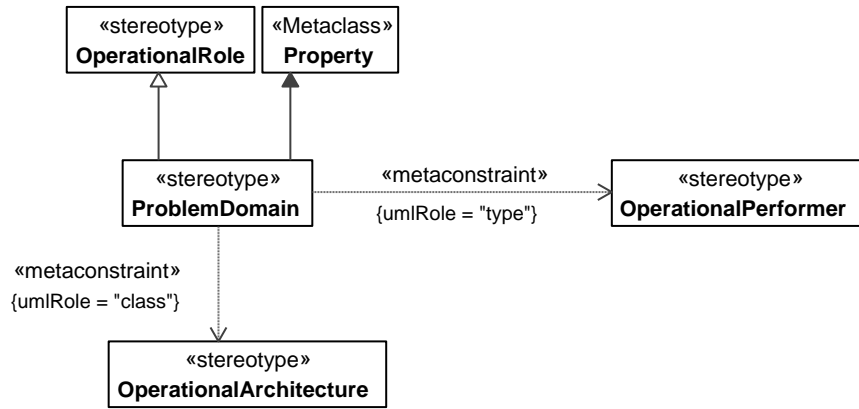 «stereotype»
OperationalRole
«Metaclass»
Property
«stereotype»
ProblemDomain
«metaconstraint»
{umlRole = "type"}
«stereotype»
OperationalPerformer
«metaconstraint»
{umlRole = "class"}
«stereotype»
OperationalArchitecture